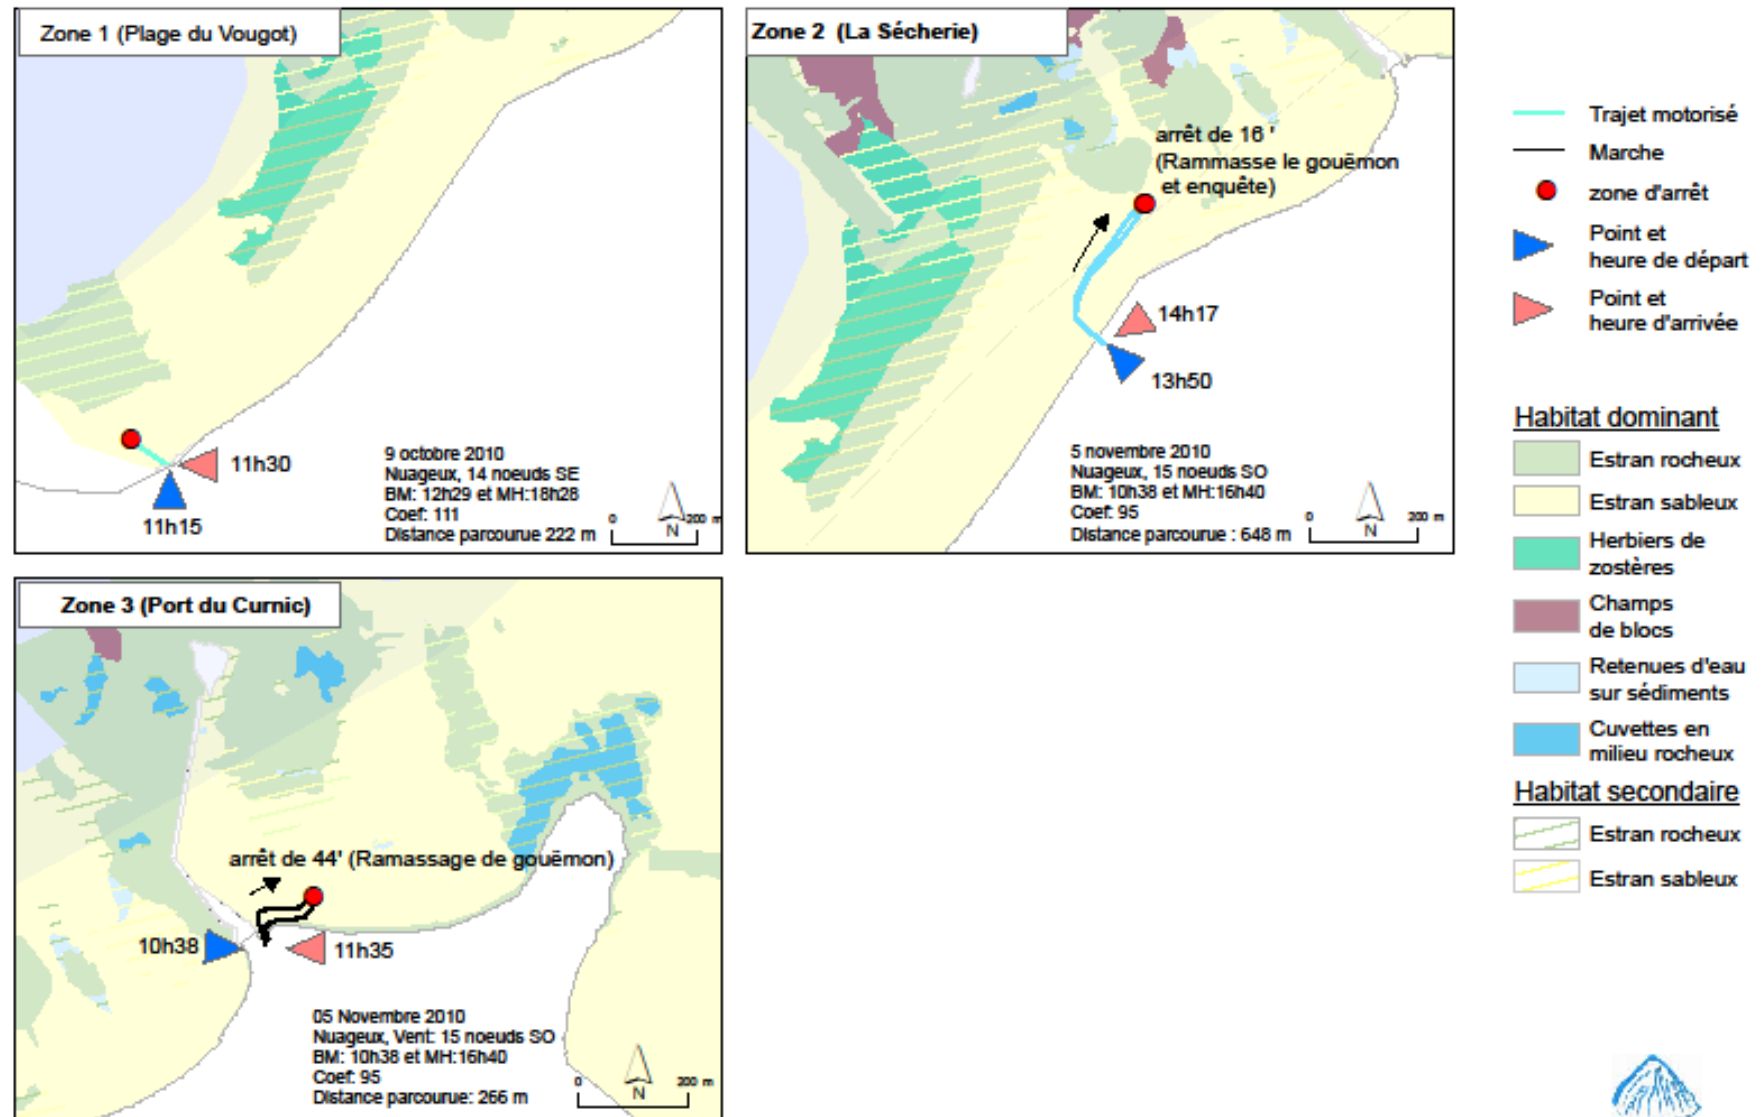 Zone 1 (Plage du Vougot)
11h30
11h15
9 octobre 2010
Nuageux, 14 noeuds SE
BM: 12h29 et MH:18h28
Coef: 111
Distance parcourue 222 m
0
200 m
N
Zone 2 (La Sécherie)
arrêt de 16 '
(Rammasse le gouëmon
et enquête)
14h17
13h50
5 novembre 2010
Nuageux, 15 noeuds SO
BM: 10h38 et MH:16h40
Coef: 95
Distance parcourue : 648 m
0
200 m
N
Zone 3 (Port du Curnic)
arrêt de 44' (Ramassage de gouëmon)
10h38
11h35
05 Novembre 2010
Nuageux, Vent: 15 noeuds SO
BM: 10h38 et MH:16h40
Coef: 95
Distance parcourue: 266 m
0
200 m
N
Trajet motorisé
Marche
zone d'arrêt
Point et
heure de départ
Point et
heure d'arrivée
Habitat dominant
Estran rocheux
Estran sableux
Herbiers de
zostères
Champs
de blocs
Retenues d'eau
sur sédiments
Cuvettes en
milieu rocheux
Habitat secondaire
Estran rocheux
Estran sableux